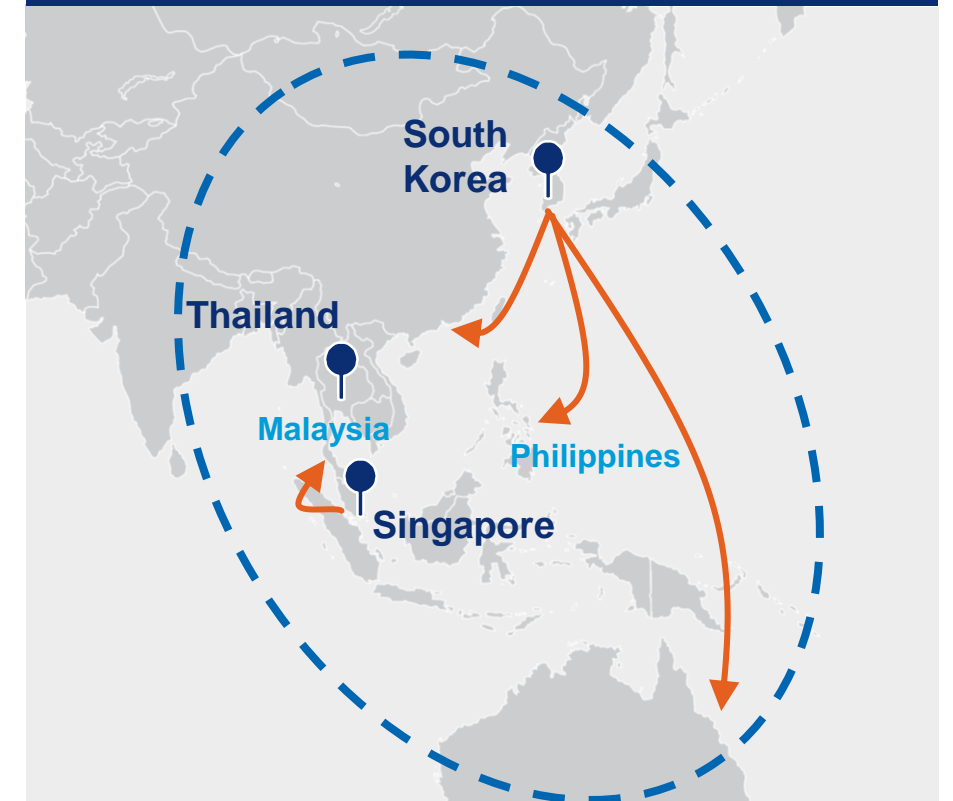 South
Korea
Thailand
Malaysia
Philippines
Singapore